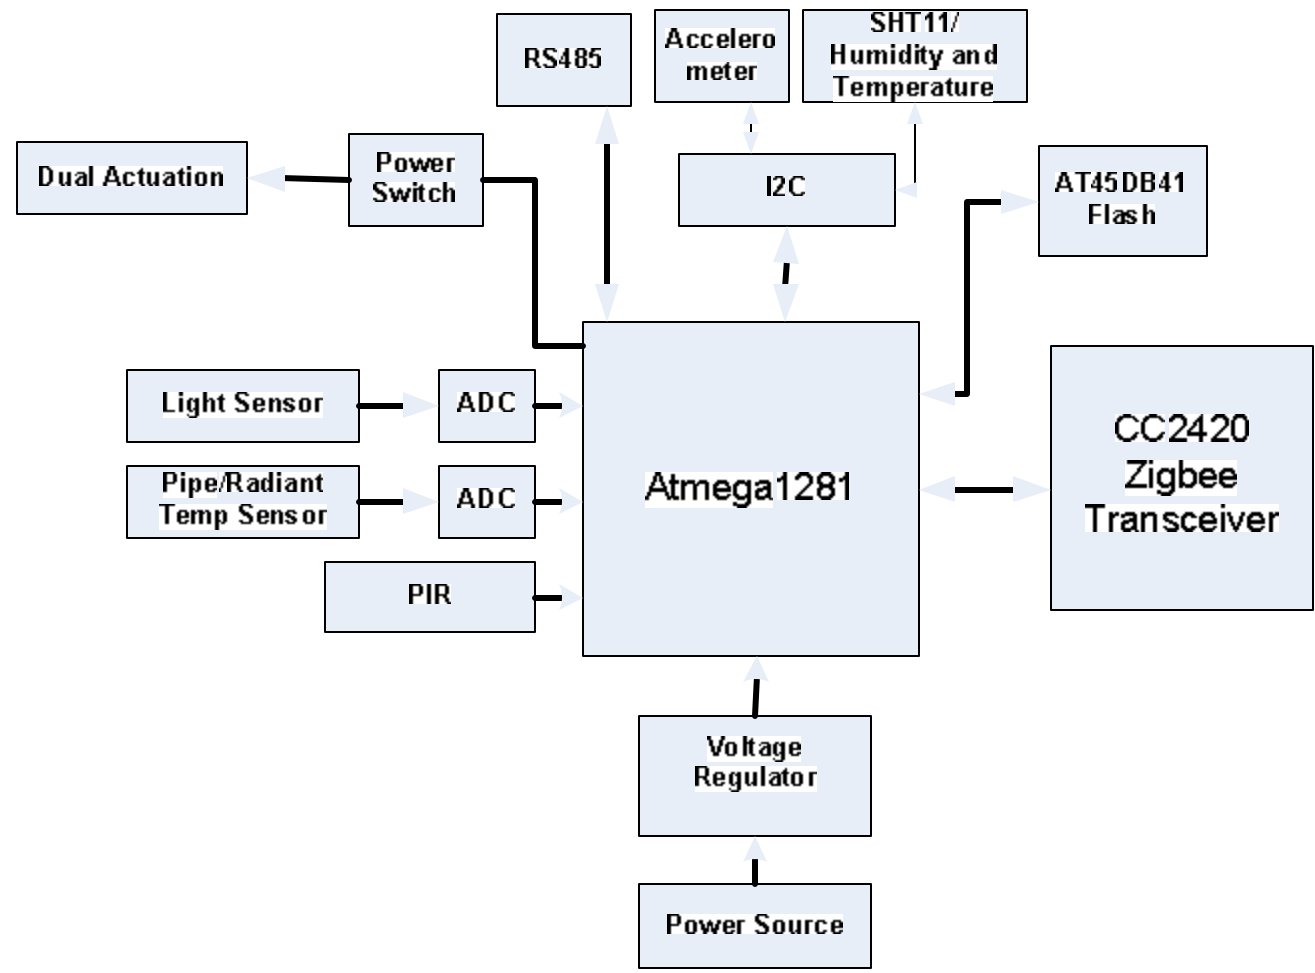 RS485
Accelero
meter
SHT11/
Humidity and
Temperature
Dual Actuation
Power
Switch
I2C
AT45DB41
Flash
Light Sensor
ADC
Atmega1281
CC2420
Zigbee
Transceiver
Pipe/Radiant
Temp Sensor
ADC
PIR
Voltage
Regulator
Power Source